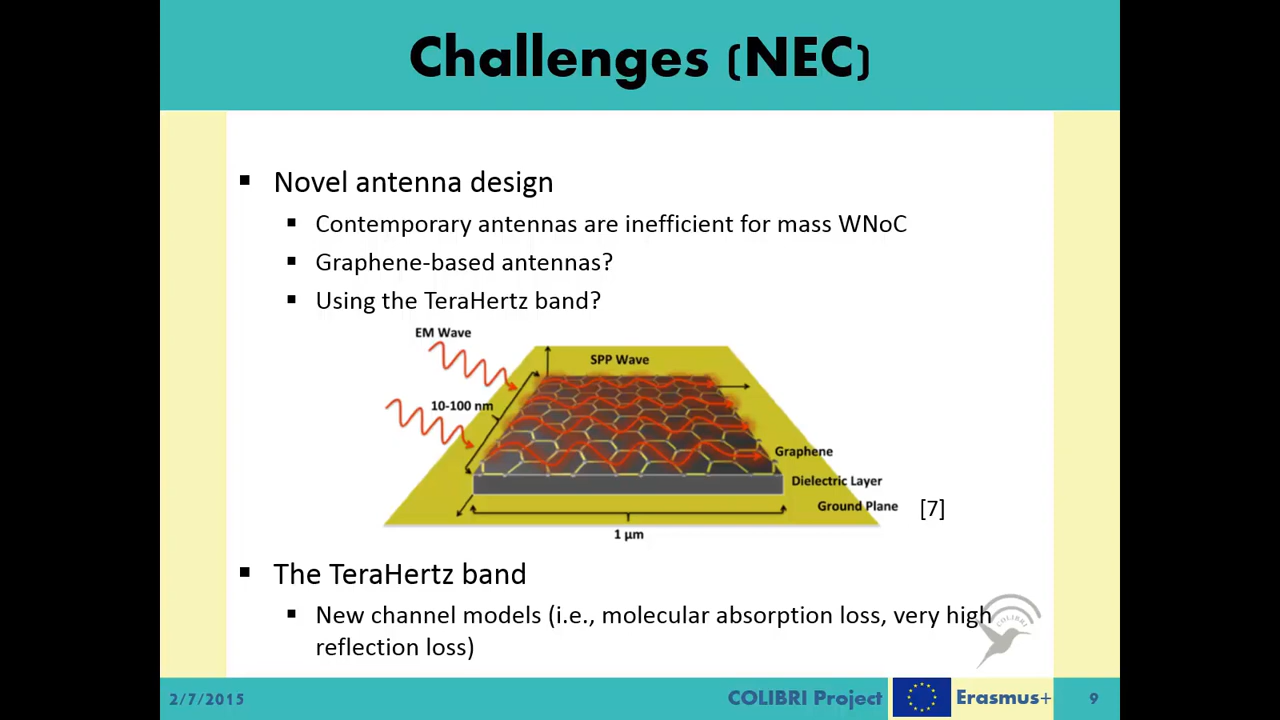 Challenges (NEC)
▪ Novel antenna design
▪ Contemporary antennas are inefficient for mass WNoC
▪ Graphene-based antennas?
▪ Using the TeraHertz band?
EM Wave
SPP Wave
10-100 nm
Graphene
Dielectric Layer
Ground Plane
[7]
1 µm
▪ The TeraHertz band
▪ New channel models (i.e., molecular absorption loss, very high
reflection loss)
COLIBRI
2/7/2015
COLIBRI Project
Erasmus+
9